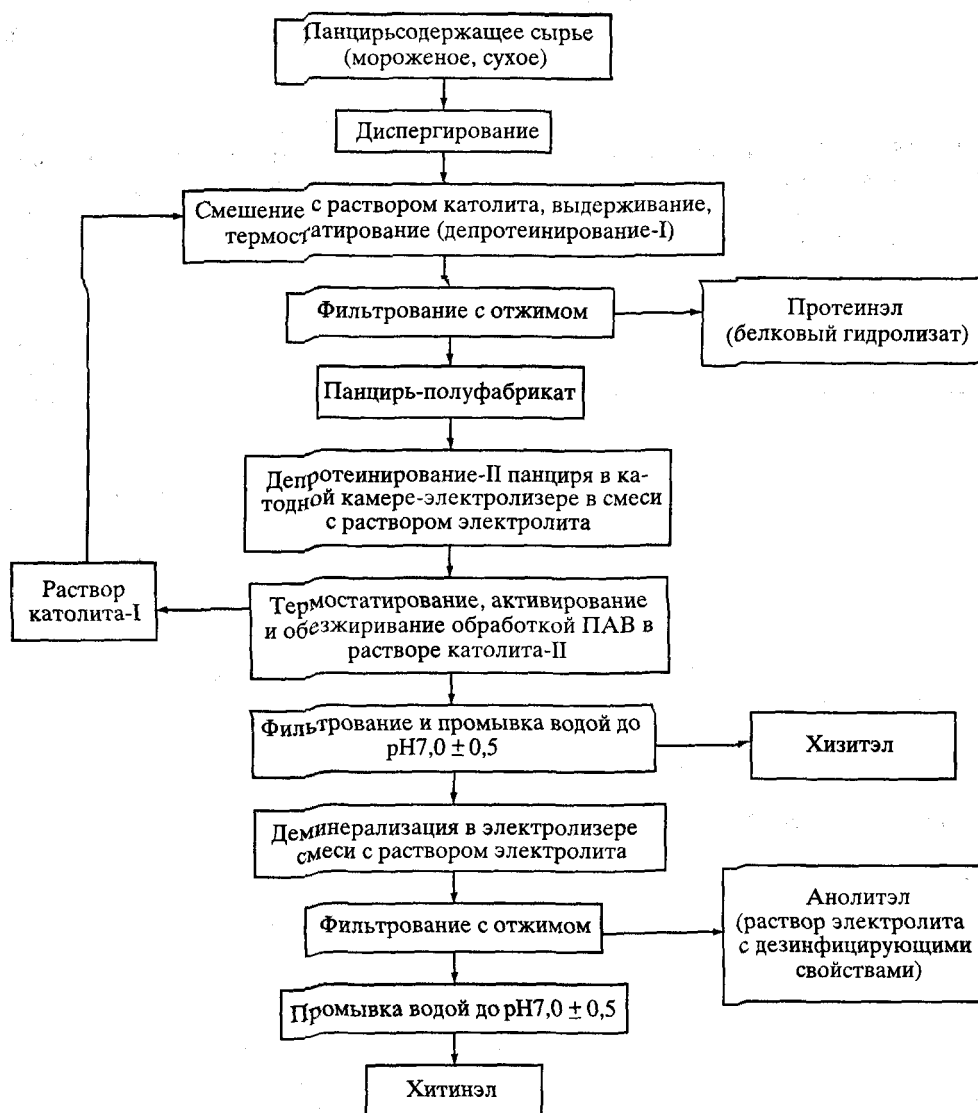 Панцирьсодержащее сырье
(мороженое, сухое)
Диспергирование
Смешение с раствором католита, выдерживание,
термостатирование (депротеинирование-I)
Фильтрование с отжимом
Протеинэл
(белковый гидролизат)
Панцирь-полуфабрикат
Депротеинирование-II панциря в ка-
тодной камере-электролизере в смеси
с раствором электролита
Раствор
католита-I
Термостатирование, активирование
и обезжиривание обработкой ПАВ в
растворе католита-II
Фильтрование и промывка водой до
pH7,0 ± 0,5
Хизитэл
Деминерализация в электролизере
смеси с раствором электролита
Фильтрование с отжимом
Анолитэл
(раствор электролита
с дезинфицирующими
свойствами)
Промывка водой до pH7,0 ± 0,5
Хитинэл